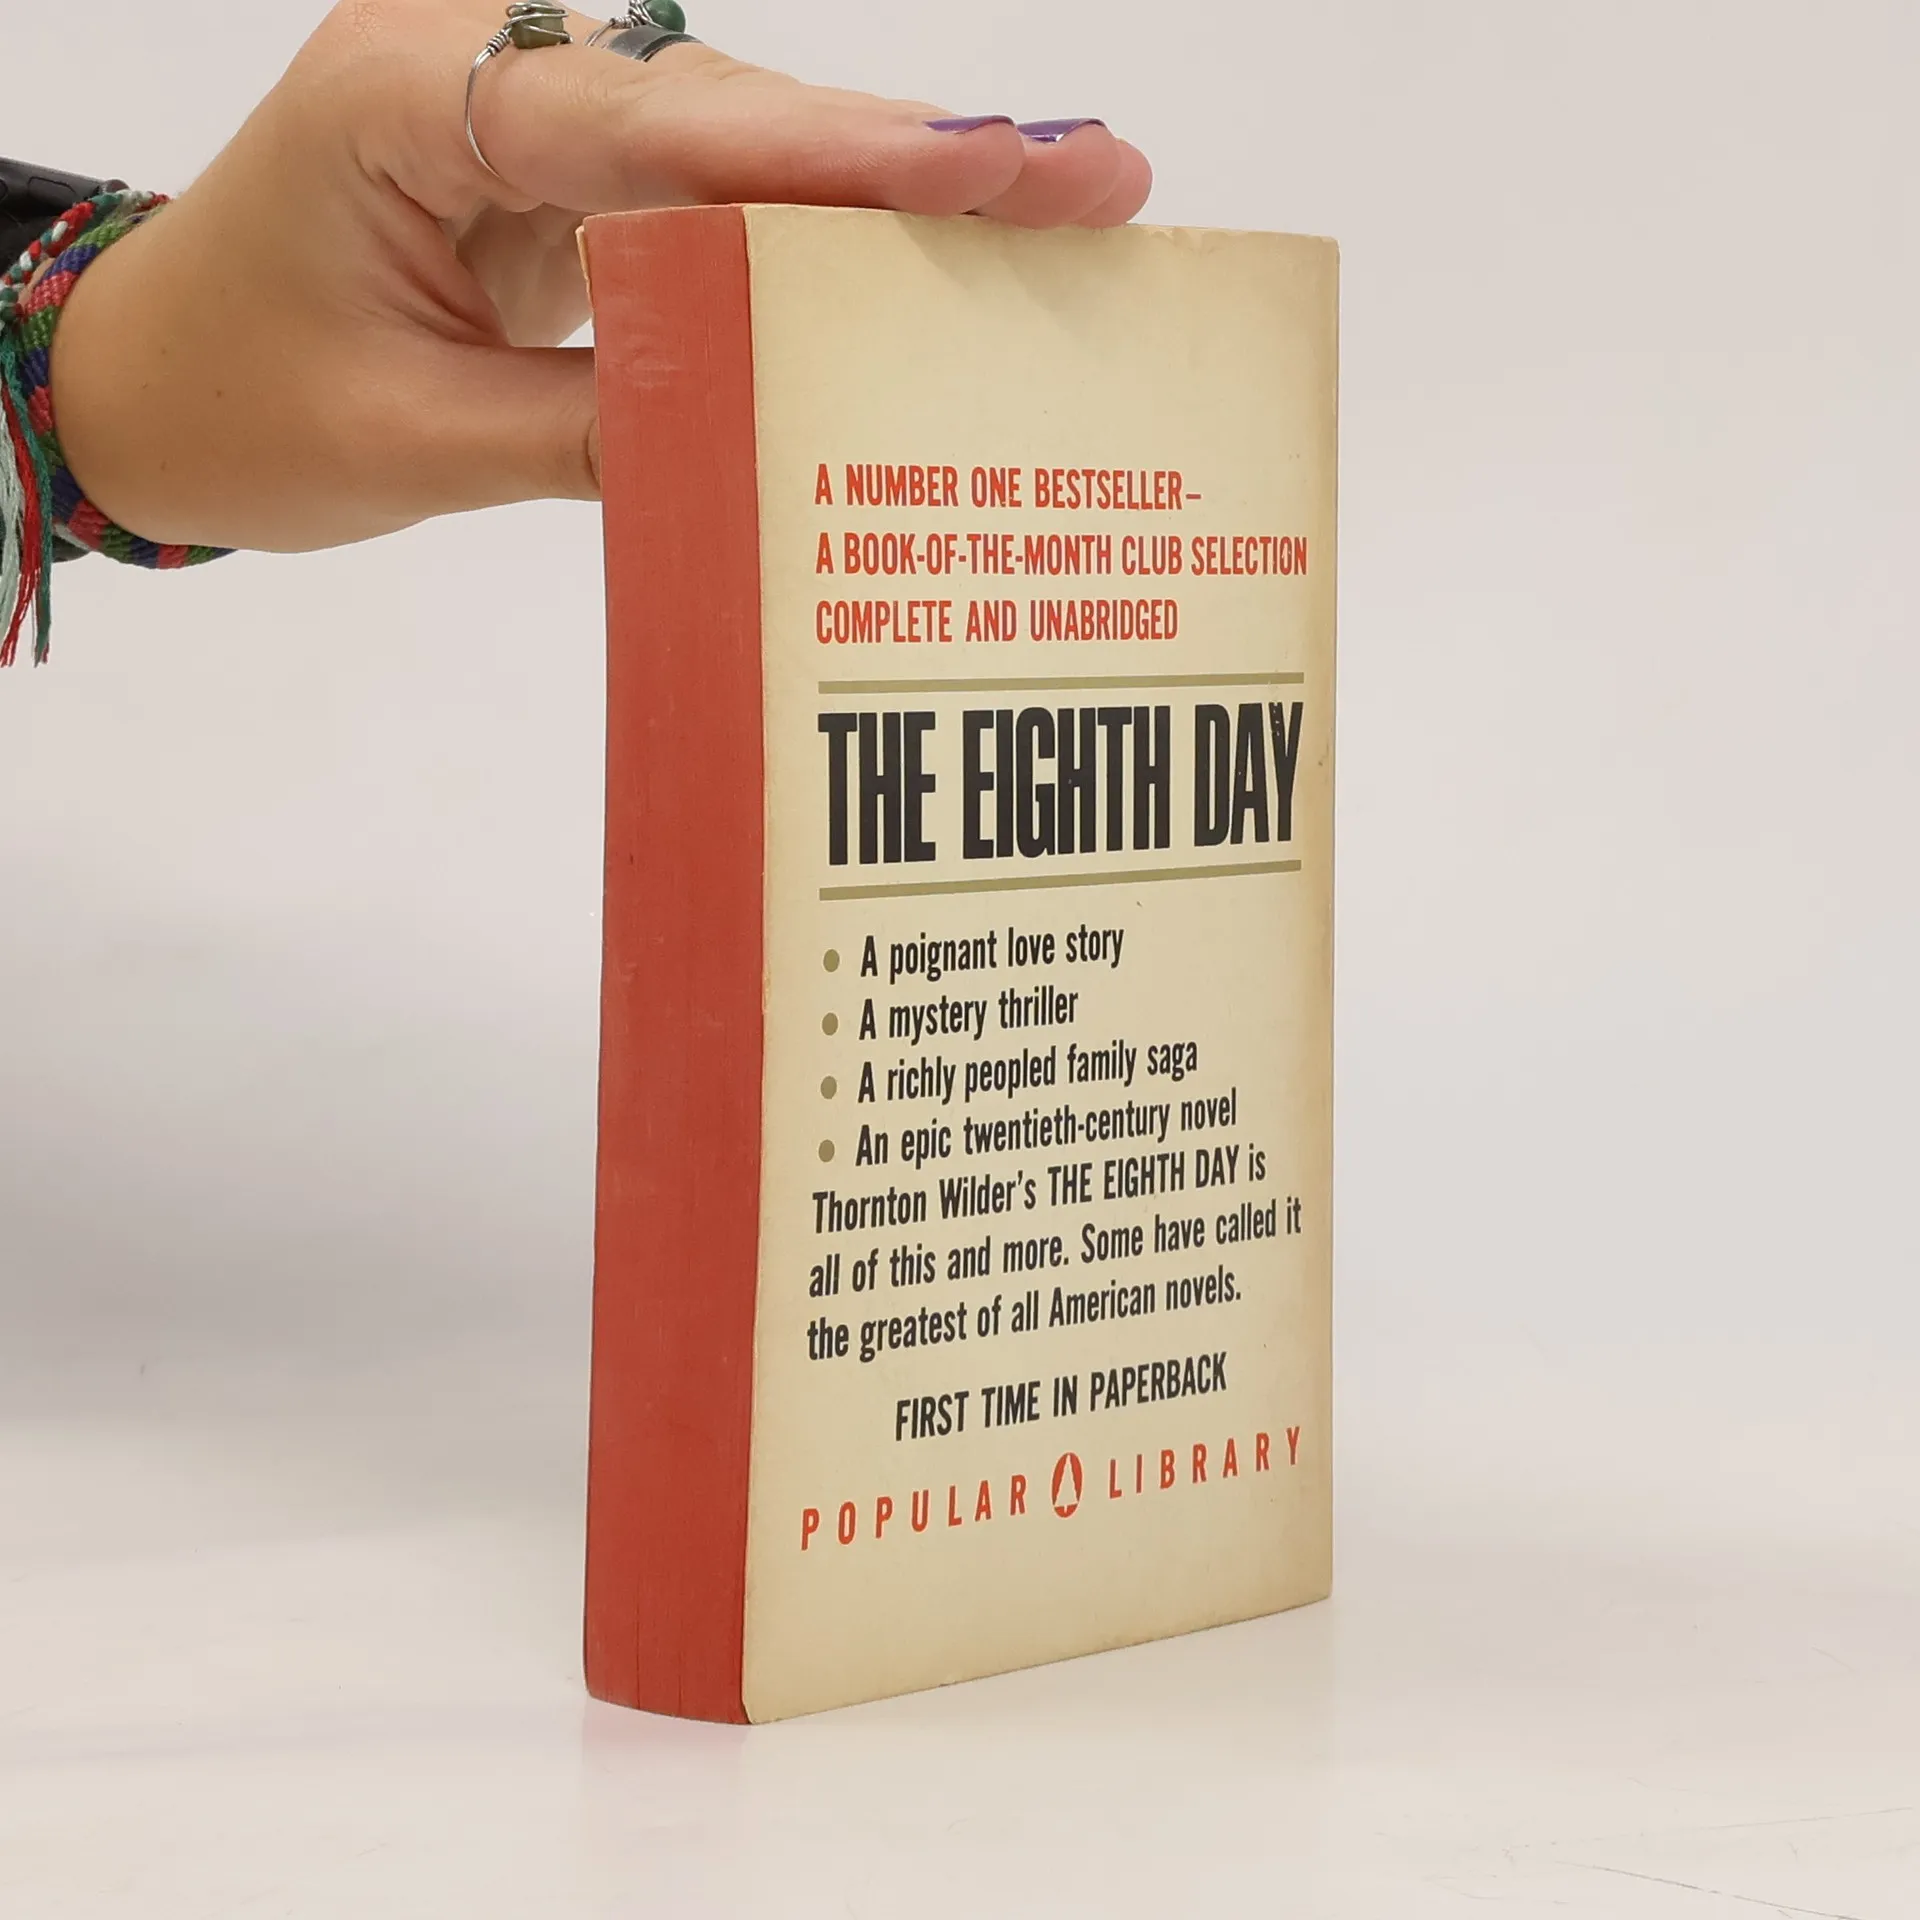 A NUMBER ONE BESTSELLER–
A BOOK-OF-THE-MONTH CLUB SELECTION
COMPLETE AND UNABRIDGED
THE EIGHTH DAY
• A poignant love story
• A mystery thriller
• A richly peopled family saga
• An epic twentieth-century novel
Thornton Wilder's THE EIGHTH DAY is
all of this and more. Some have called it
the greatest of all American novels.
FIRST TIME IN PAPERBACK
POPULAR LIBRARY